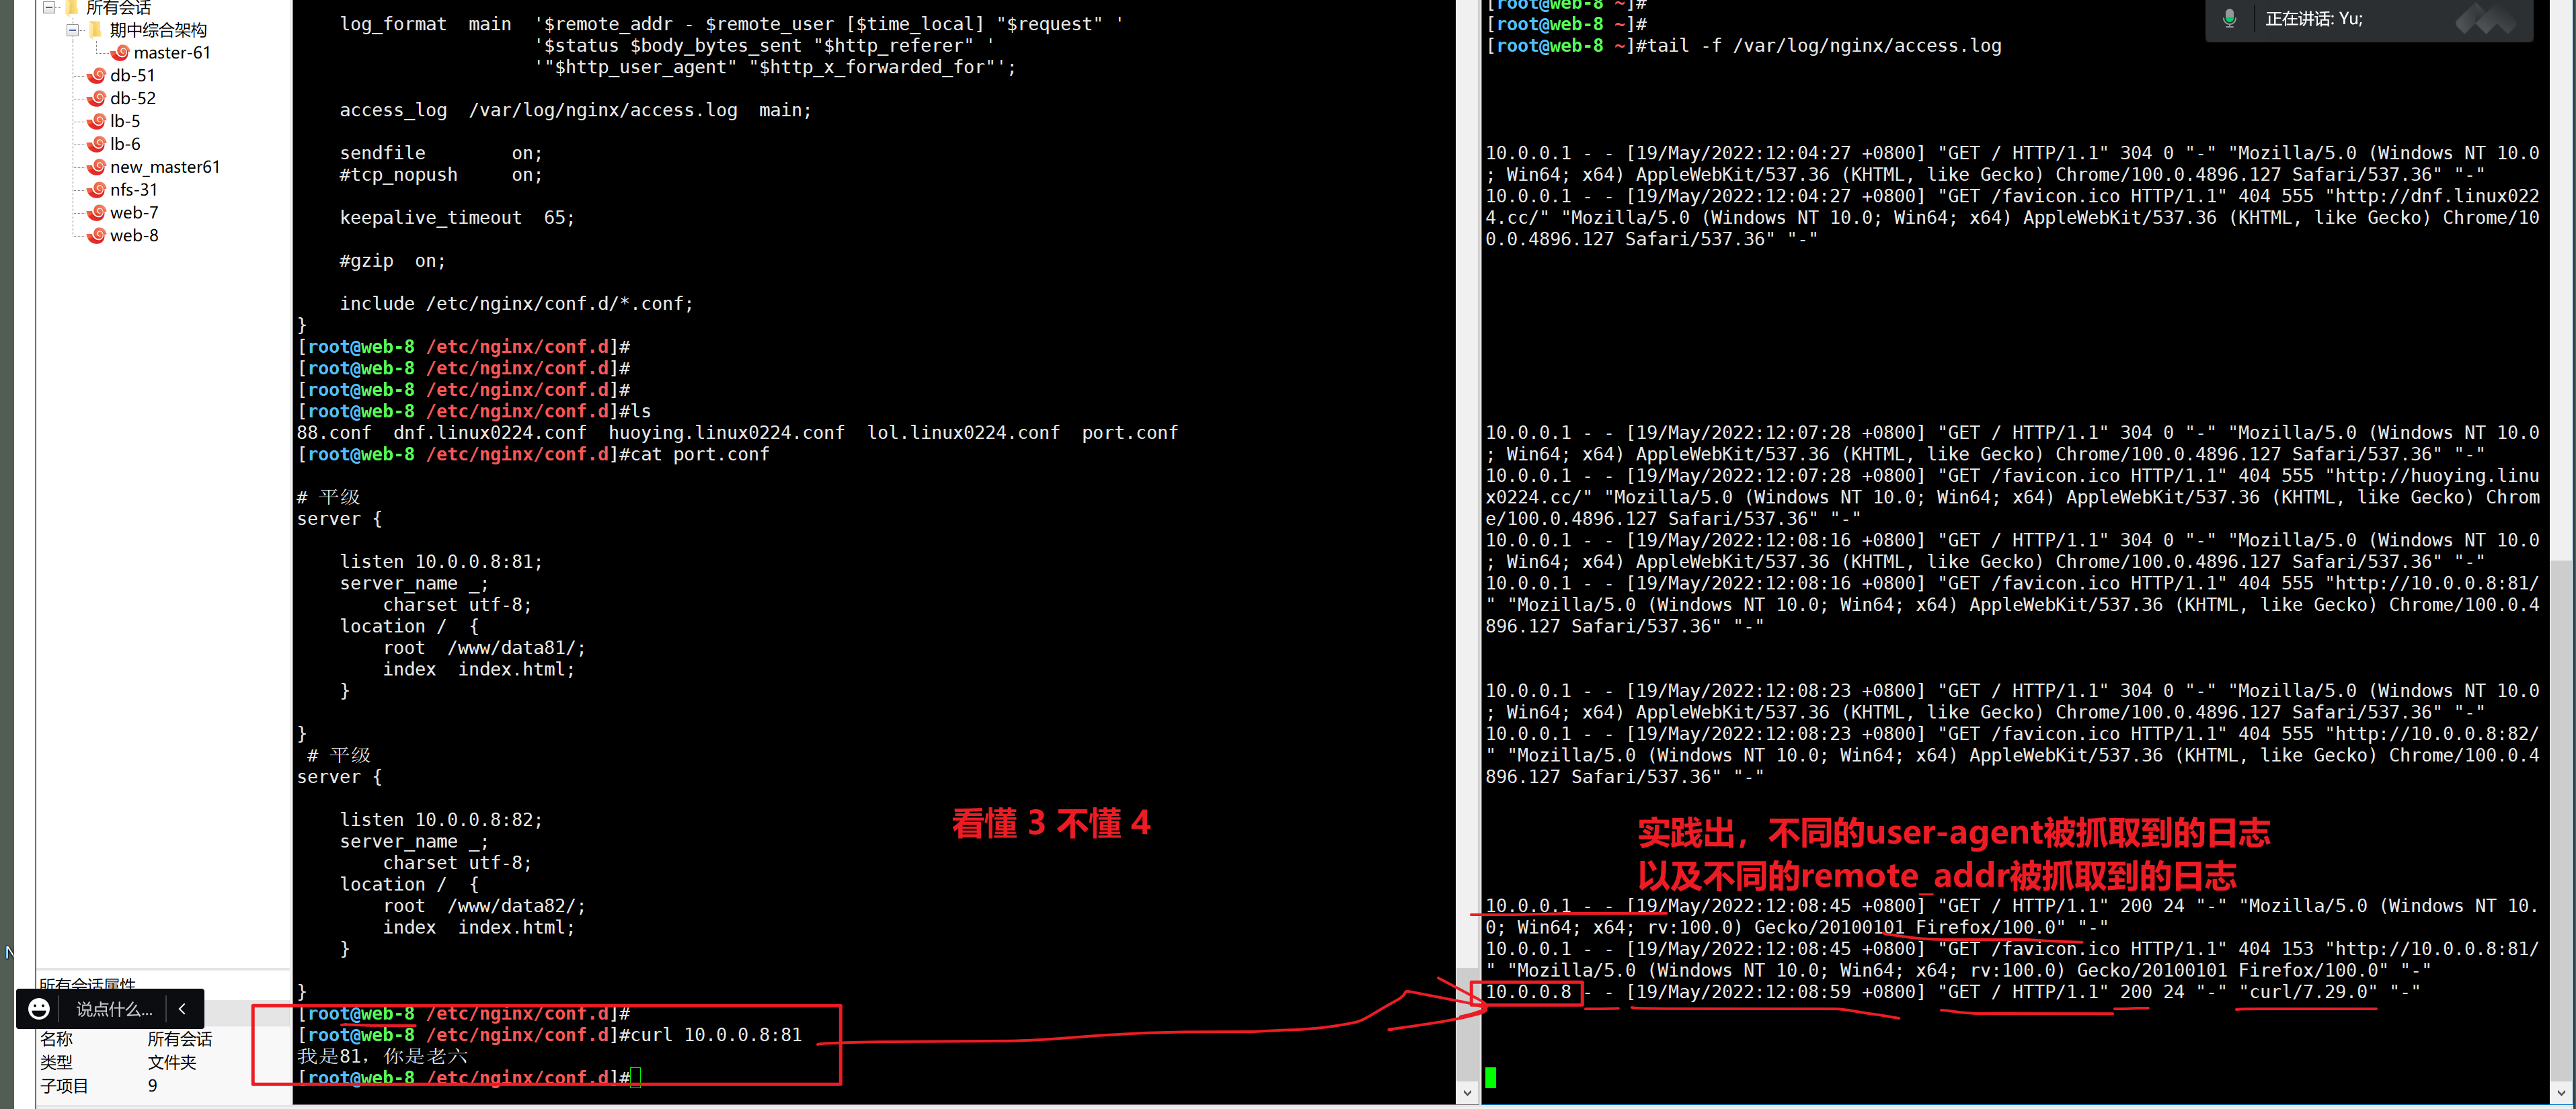 所有会话
期中综合架构
master-61
db-51
db-52
lb-5
lb-6
new_master61
nfs-31
web-7
web-8
所有会话属性
说点什么...
名称 所有会话
类型 文件夹
子项目 9
log_format  main  '$remote_addr - $remote_user [$time_local] "$request" '
'$status $body_bytes_sent "$http_referer" '
'"$http_user_agent" "$http_x_forwarded_for"';
access_log  /var/log/nginx/access.log  main;
sendfile        on;
#tcp_nopush     on;
keepalive_timeout  65;
#gzip  on;
include /etc/nginx/conf.d/*.conf;
}
[root@web-8 /etc/nginx/conf.d]#
[root@web-8 /etc/nginx/conf.d]#
[root@web-8 /etc/nginx/conf.d]#
[root@web-8 /etc/nginx/conf.d]#ls
88.conf  dnf.linux0224.conf  huoying.linux0224.conf  lol.linux0224.conf  port.conf
[root@web-8 /etc/nginx/conf.d]#cat port.conf
# 平级
server {
listen 10.0.0.8:81;
server_name _;
charset utf-8;
location /  {
root  /www/data81/;
index  index.html;
}
}
# 平级
server {
listen 10.0.0.8:82;
server_name _;
charset utf-8;
location /  {
root  /www/data82/;
index  index.html;
}
}
[root@web-8 /etc/nginx/conf.d]#
[root@web-8 /etc/nginx/conf.d]#curl 10.0.0.8:81
我是81，你是老六
[root@web-8 /etc/nginx/conf.d]#
看懂 3 不懂 4
[root@web-8 ~]#
[root@web-8 ~]#
[root@web-8 ~]#tail -f /var/log/nginx/access.log
正在讲话: Yu;
10.0.0.1 - - [19/May/2022:12:04:27 +0800] "GET / HTTP/1.1" 304 0 "-" "Mozilla/5.0 (Windows NT 10.0
; Win64; x64) AppleWebKit/537.36 (KHTML, like Gecko) Chrome/100.0.4896.127 Safari/537.36" "-"
10.0.0.1 - - [19/May/2022:12:04:27 +0800] "GET /favicon.ico HTTP/1.1" 404 555 "http://dnf.linux022
4.cc/" "Mozilla/5.0 (Windows NT 10.0; Win64; x64) AppleWebKit/537.36 (KHTML, like Gecko) Chrome/10
0.0.4896.127 Safari/537.36" "-"
10.0.0.1 - - [19/May/2022:12:07:28 +0800] "GET / HTTP/1.1" 304 0 "-" "Mozilla/5.0 (Windows NT 10.0
; Win64; x64) AppleWebKit/537.36 (KHTML, like Gecko) Chrome/100.0.4896.127 Safari/537.36" "-"
10.0.0.1 - - [19/May/2022:12:07:28 +0800] "GET /favicon.ico HTTP/1.1" 404 555 "http://huoying.linu
x0224.cc/" "Mozilla/5.0 (Windows NT 10.0; Win64; x64) AppleWebKit/537.36 (KHTML, like Gecko) Chrom
e/100.0.4896.127 Safari/537.36" "-"
10.0.0.1 - - [19/May/2022:12:08:16 +0800] "GET / HTTP/1.1" 304 0 "-" "Mozilla/5.0 (Windows NT 10.0
; Win64; x64) AppleWebKit/537.36 (KHTML, like Gecko) Chrome/100.0.4896.127 Safari/537.36" "-"
10.0.0.1 - - [19/May/2022:12:08:16 +0800] "GET /favicon.ico HTTP/1.1" 404 555 "http://10.0.0.8:81/
" "Mozilla/5.0 (Windows NT 10.0; Win64; x64) AppleWebKit/537.36 (KHTML, like Gecko) Chrome/100.0.4
896.127 Safari/537.36" "-"
10.0.0.1 - - [19/May/2022:12:08:23 +0800] "GET / HTTP/1.1" 304 0 "-" "Mozilla/5.0 (Windows NT 10.0
; Win64; x64) AppleWebKit/537.36 (KHTML, like Gecko) Chrome/100.0.4896.127 Safari/537.36" "-"
10.0.0.1 - - [19/May/2022:12:08:23 +0800] "GET /favicon.ico HTTP/1.1" 404 555 "http://10.0.0.8:82/
" "Mozilla/5.0 (Windows NT 10.0; Win64; x64) AppleWebKit/537.36 (KHTML, like Gecko) Chrome/100.0.4
896.127 Safari/537.36" "-"
实践出，不同的user-agent被抓取到的日志
以及不同的remote_addr被抓取到的日志
10.0.0.1 - - [19/May/2022:12:08:45 +0800] "GET / HTTP/1.1" 200 24 "-" "Mozilla/5.0 (Windows NT 10.
0; Win64; x64; rv:100.0) Gecko/20100101 Firefox/100.0" "-"
10.0.0.1 - - [19/May/2022:12:08:45 +0800] "GET /favicon.ico HTTP/1.1" 404 153 "http://10.0.0.8:81/
" "Mozilla/5.0 (Windows NT 10.0; Win64; x64; rv:100.0) Gecko/20100101 Firefox/100.0" "-"
10.0.0.8 - - [19/May/2022:12:08:59 +0800] "GET / HTTP/1.1" 200 24 "-" "curl/7.29.0" "-"